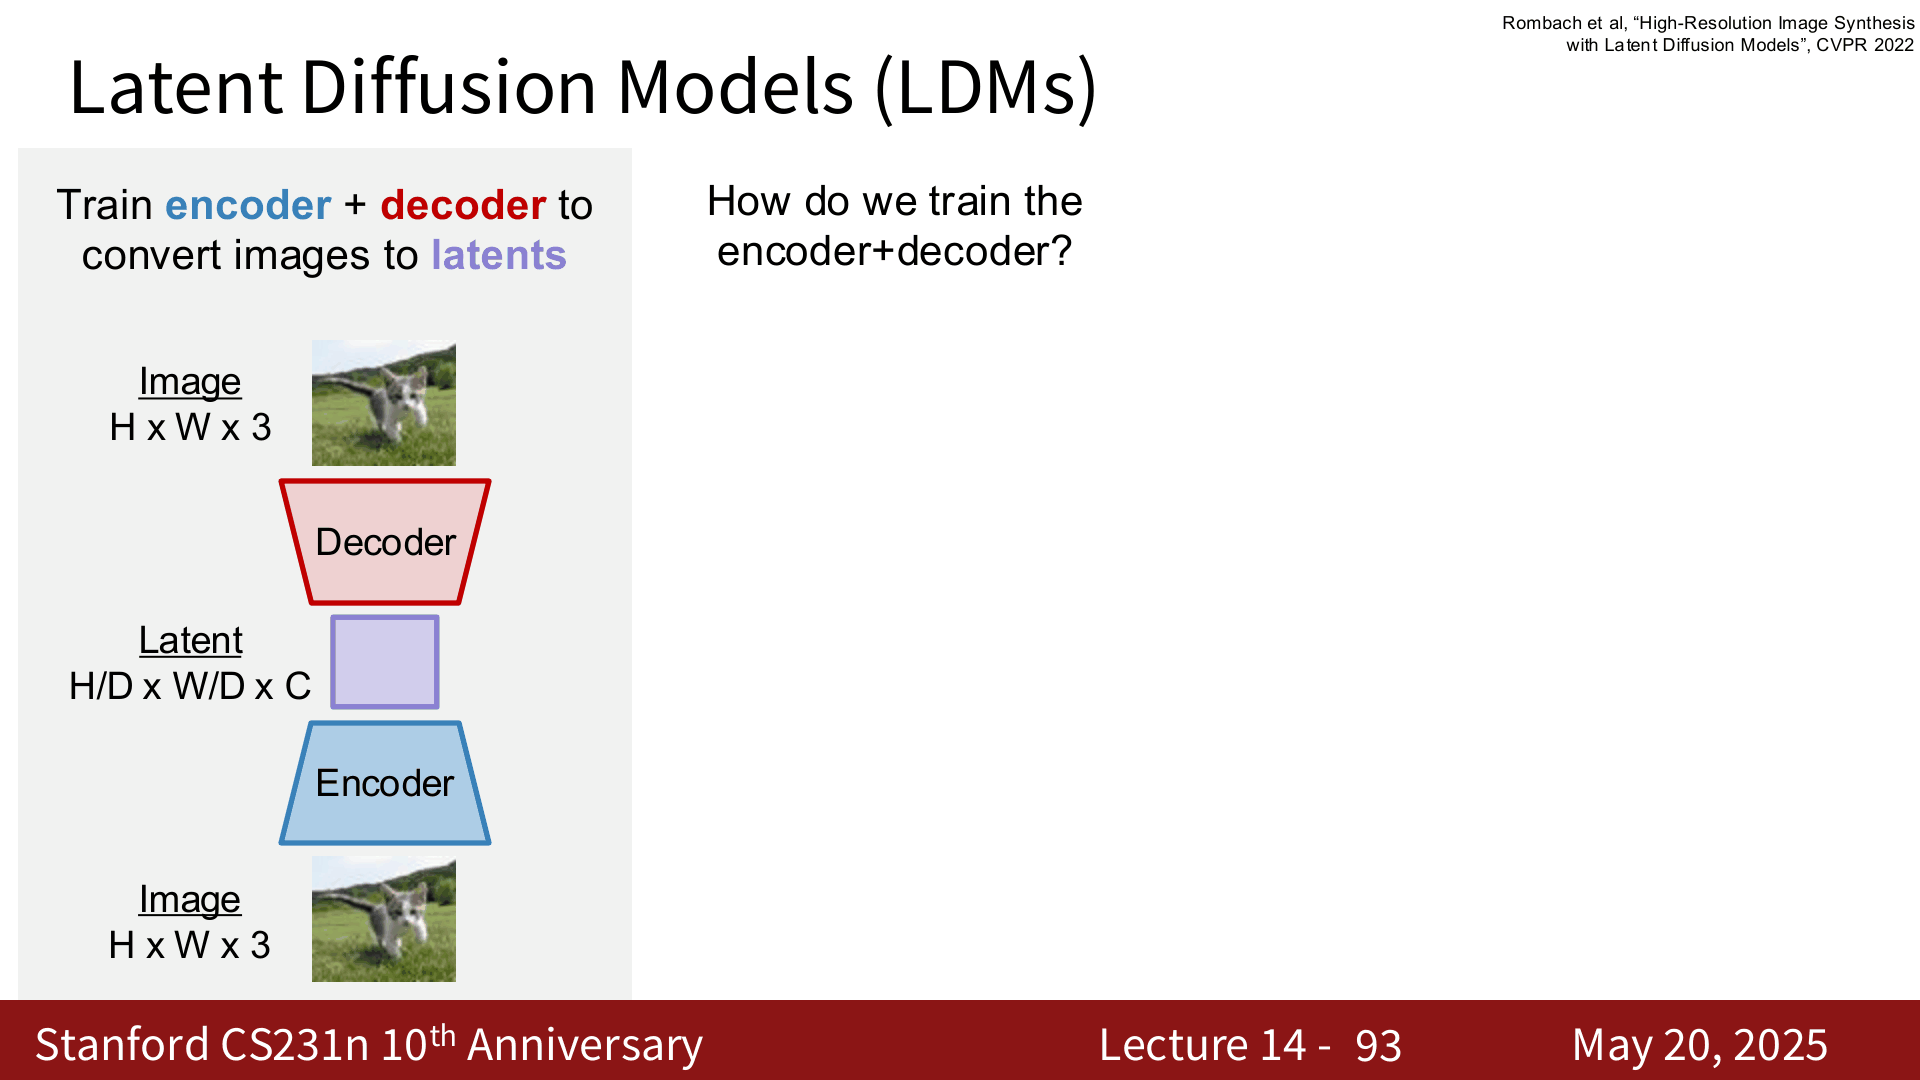 Rombach et al, “High-Resolution Image Synthesis
with Latent Diffusion Models”, CVPR 2022
Latent Diffusion Models (LDMs)
Train encoder + decoder to
convert images to latents
How do we train the
encoder+decoder?
Image
H x W x 3
Decoder
Latent
H/D x W/D x C
Encoder
Image
H x W x 3
Stanford CS231n 10th Anniversary
Lecture 14 - 93
May 20, 2025